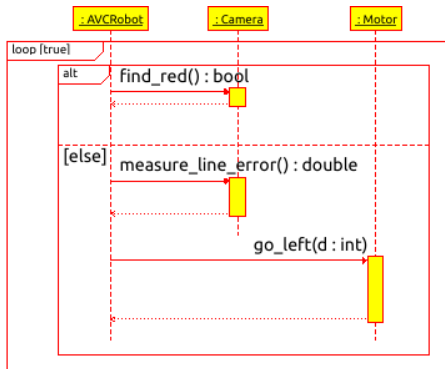 : AVCRobot
: Camera
: Motor
loop [true]
alt
find_red() : bool
[else]
measure_line_error() : double
go_left(d : int)